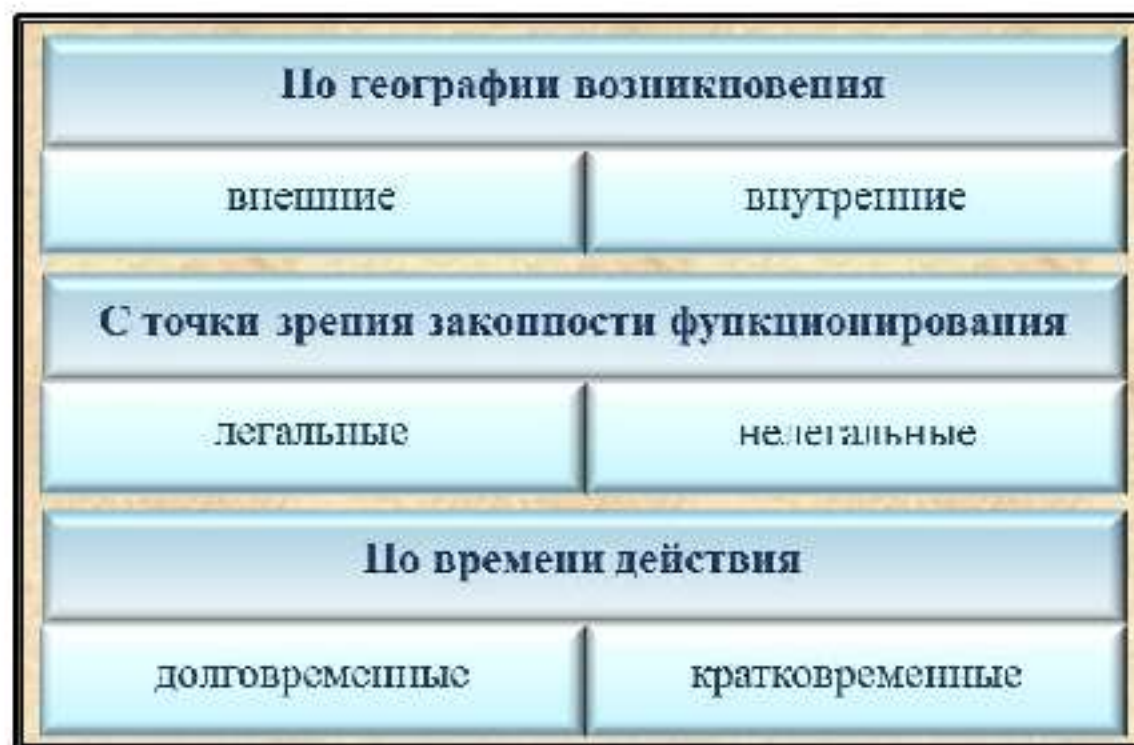 По географии возникновения
внешние
внутренние
С точки зрения законности функционирования
легальные
нелегальные
По времени действия
долговременные
кратковременные